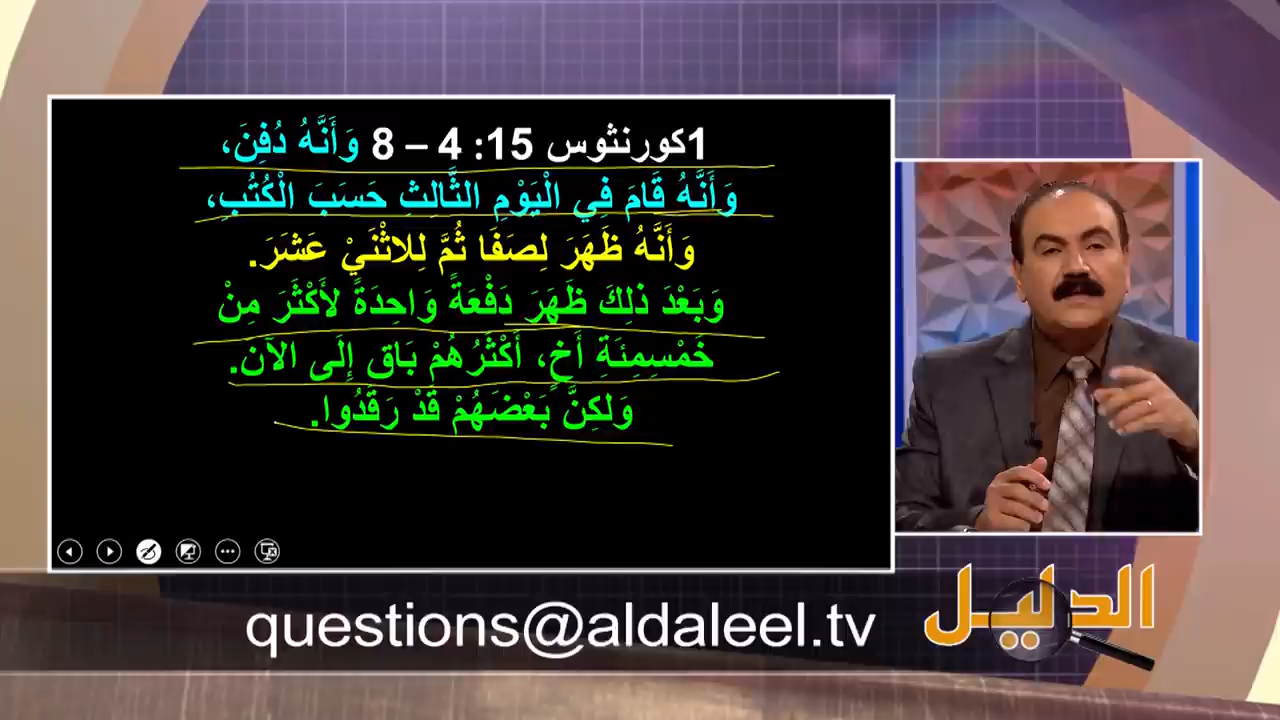 1كورنثوس 15: 4 – 8 وَأَنَّهُ دُفِنَ،
وَأَنَّهُ قَامَ فِي الْيَوْمِ الثَّالِثِ حَسَبَ الْكُتُبِ،
وَأَنَّهُ ظَهَرَ لِصَفَا ثُمَّ لِلاثْنَيْ عَشَرَ.
وَبَعْدَ ذلِكَ ظَهَرَ دَفْعَةً وَاحِدَةً لأَكْثَرَ مِنْ
خَمْسِمِئَةِ أَخٍ، أَكْثَرُهُمْ بَاق إِلَى الآنَ.
وَلكِنَّ بَعْضَهُمْ قَدْ رَقَدُوا.
questions@aldaleel.tv
الدليل